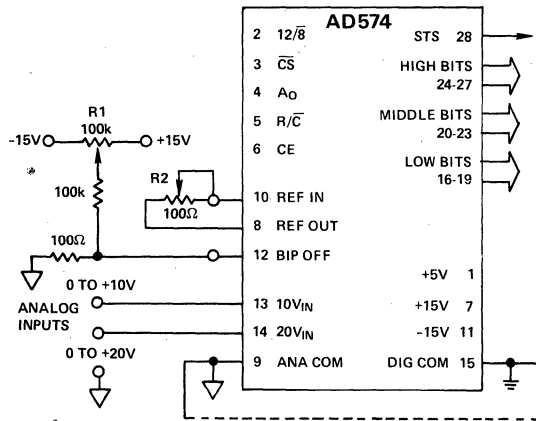 AD574
2 12/8̅
3 C̅S̅
4 A₀
5 R/C̅
6 CE
10 REF IN
8 REF OUT
12 BIP OFF
13 10VIN
14 20VIN
9 ANA COM
STS 28
HIGH BITS
24-27
MIDDLE BITS
20-23
LOW BITS
16-19
+5V 1
+15V 7
-15V 11
DIG COM 15
R1
100k
-15V
+15V
100k
R2
100Ω
100Ω
0 TO +10V
ANALOG
INPUTS
0 TO +20V